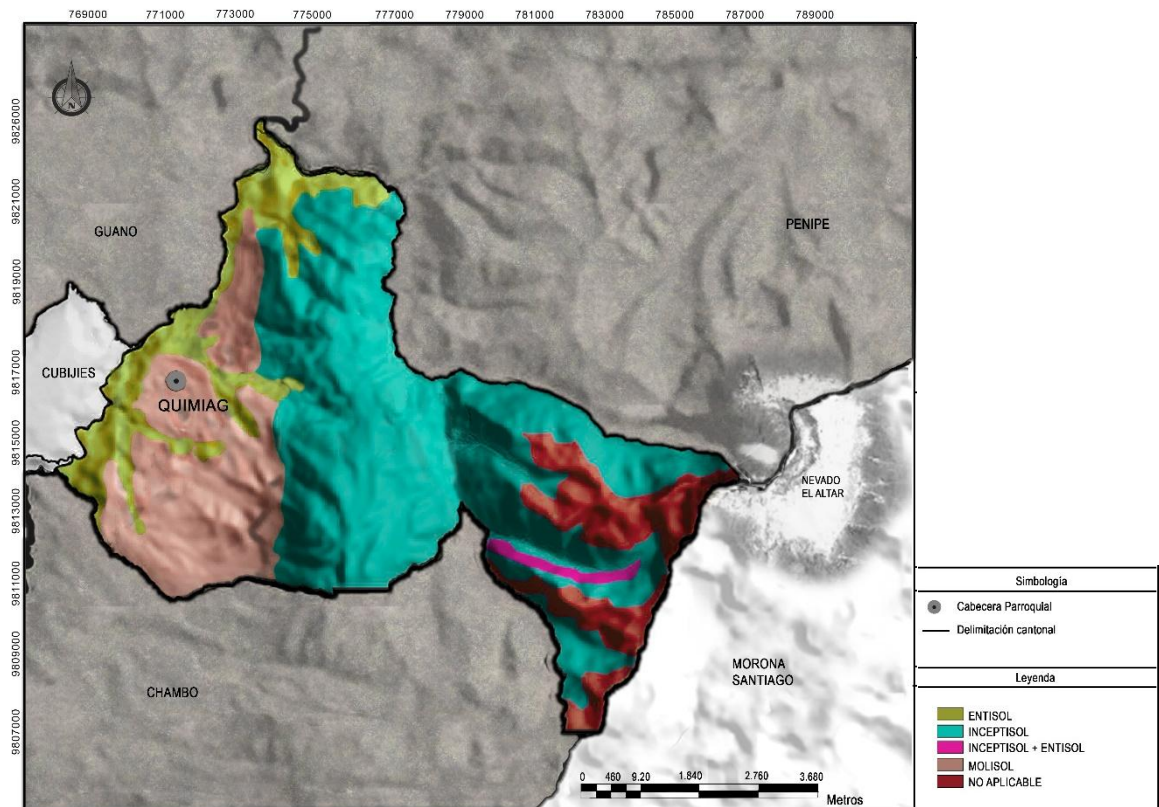 769000 771000 773000 775000 777000 779000 781000 783000 785000 787000 789000
9826000
9821000
9819000
9817000
9815000
9813000
9811000
9809000
9807000
N
GUANO
PENIPE
CUBIJIES
QUIMIAG
NEVADO
EL ALTAR
CHAMBO
MORONA
SANTIAGO
0 460 9.20 1.840 2.760 3.680
Metros
Simbología
Cabecera Parroquial
Delimitación cantonal
Leyenda
ENTISOL
INCEPTISOL
INCEPTISOL + ENTISOL
MOLISOL
NO APLICABLE